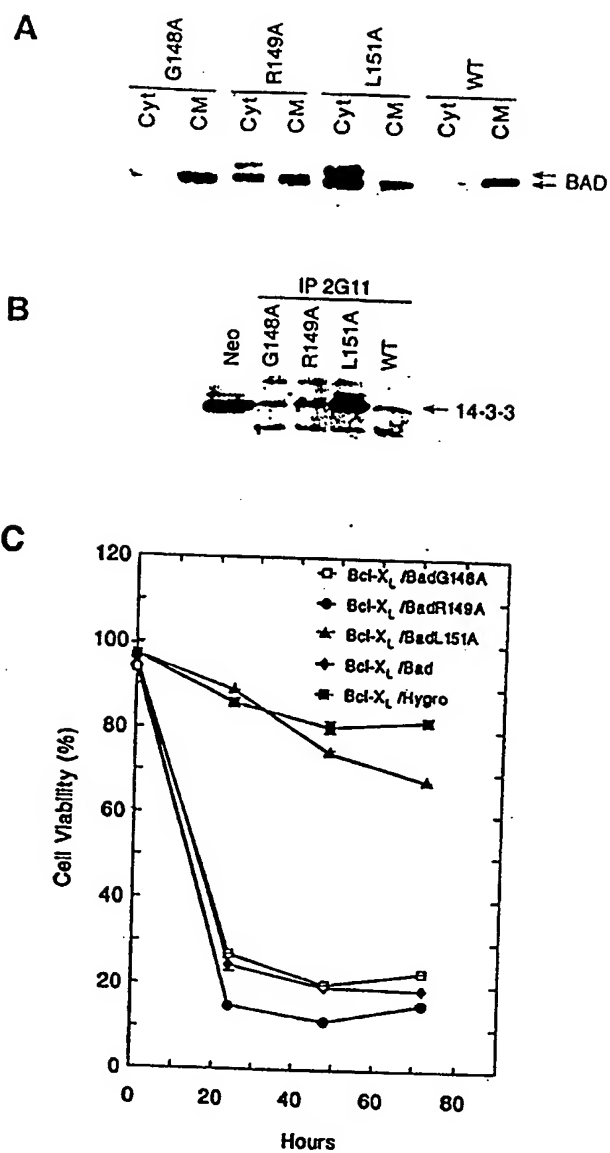 A
G148A R149A L151A WT
Cyt CM Cyt CM Cyt CM Cyt CM
BAD
B
IP 2G11
Neo G148A R149A L151A WT
14-3-3
C
120
100
80
60
40
20
0
Cell Viability (%)
Bcl-XL /BadG148A
Bcl-XL /BadR149A
Bcl-XL /BadL151A
Bcl-XL /Bad
Bcl-XL /Hygro
0 20 40 60 80
Hours